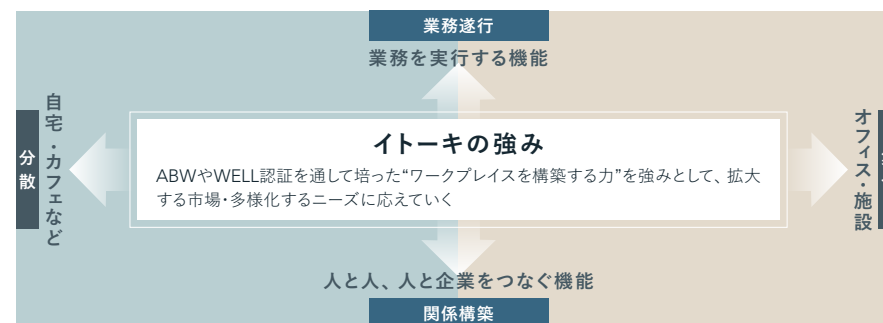 業務遂行
業務を実行する機能
分散
自宅・カフェなど
イトーキの強み
ABWやWELL認証を通して培った“ワークプレイスを構築する力”を強みとして、拡大
する市場・多様化するニーズに応えていく
オフィス・施設
人と人、人と企業をつなぐ機能
関係構築